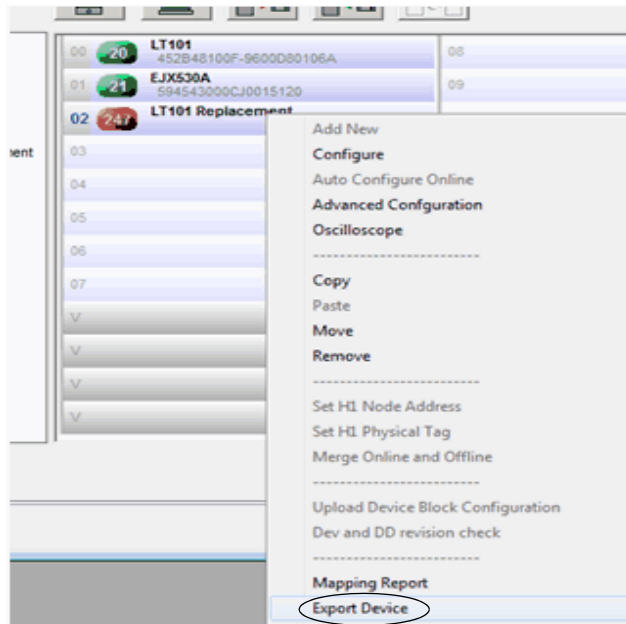 00 -20 LT101
452B48100F-9600D80106A
08
01 -21 EJX530A
594543000CJ0015120
09
02 247 LT101 Replacement
ment
03
04
05
06
07
V
V
V
V
Add New
Configure
Auto Configure Online
Advanced Confguration
Oscilloscope
------------------------
Copy
Paste
Move
Remove
------------------------
Set H1 Node Address
Set H1 Physical Tag
Merge Online and Offline
------------------------
Upload Device Block Configuration
Dev and DD revision check
------------------------
Mapping Report
Export Device